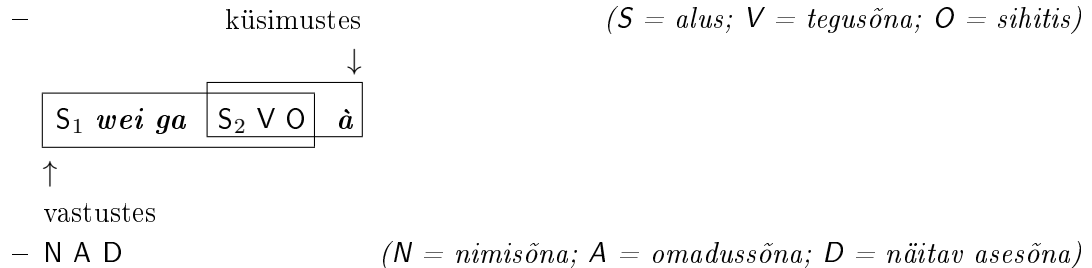 – küsimustes (S = alus; V = tegusõna; O = sihitis)
↓
S₁ wei ga S₂ V O à
↑
vastustes
– N A D (N = nimisõna; A = omadussõna; D = näitav asesõna)